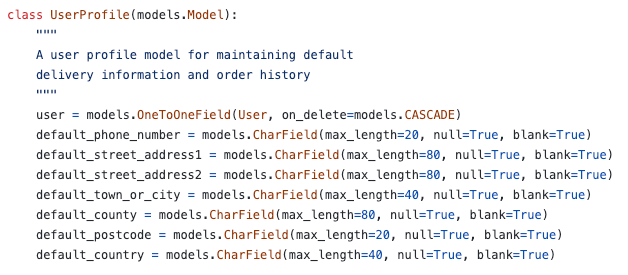 class UserProfile(models.Model):
    """
    A user profile model for maintaining default
    delivery information and order history
    """
    user = models.OneToOneField(User, on_delete=models.CASCADE)
    default_phone_number = models.CharField(max_length=20, null=True, blank=True)
    default_street_address1 = models.CharField(max_length=80, null=True, blank=True)
    default_street_address2 = models.CharField(max_length=80, null=True, blank=True)
    default_town_or_city = models.CharField(max_length=40, null=True, blank=True)
    default_county = models.CharField(max_length=80, null=True, blank=True)
    default_postcode = models.CharField(max_length=20, null=True, blank=True)
    default_country = models.CharField(max_length=40, null=True, blank=True)